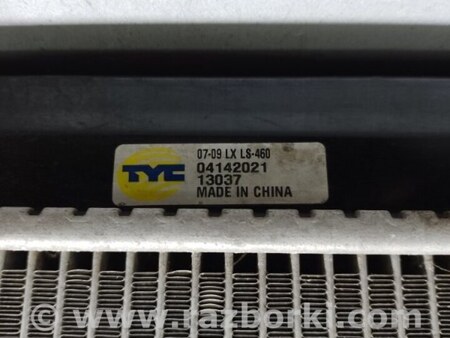 TYC
07-09 LX LS-460
04142021
13037
MADE IN CHINA
© www.razborki.com